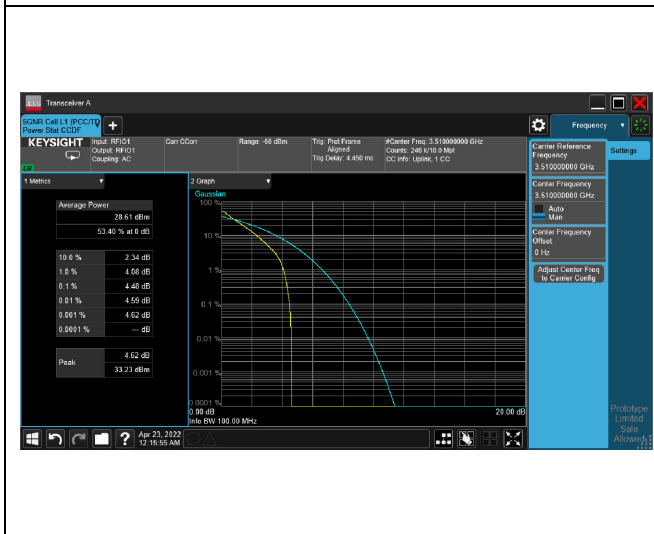 Transceiver A
5GNR Cell L1 (PCC/TD
Power Stat CCDF
Frequency
KEYSIGHT
Input: RFIO1
Output: RFIO1
Coupling: AC
Corr CCorr
Range: -60 dBm
Trig: Pref Frame
Aligned
Trig Delay: 4.450 ms
#Center Freq: 3.510000000 GHz
Counts: 246 k/10.0 Mpt
CC Info: Uplink, 1 CC
1 Metrics
Average Power
28.61 dBm
53.40 % at 0 dB
10.0 % 2.34 dB
1.0 % 4.08 dB
0.1 % 4.48 dB
0.01 % 4.59 dB
0.001 % 4.62 dB
0.0001 % --- dB
Peak
4.62 dB
33.23 dBm
2 Graph
Gaussian
100 %
10 %
1 %
0.1 %
0.01 %
0.001 %
0.0001 %
0.00 dB
20.00 dB
Info BW 100.00 MHz
Carrier Reference
Frequency
3.510000000 GHz
Center Frequency
3.510000000 GHz
Auto
Man
Center Frequency
Offset
0 Hz
Adjust Center Freq
to Carrier Config
Settings
Prototype
Limited
Sale
Allowed
?
Apr 23, 2022
12:15:55 AM